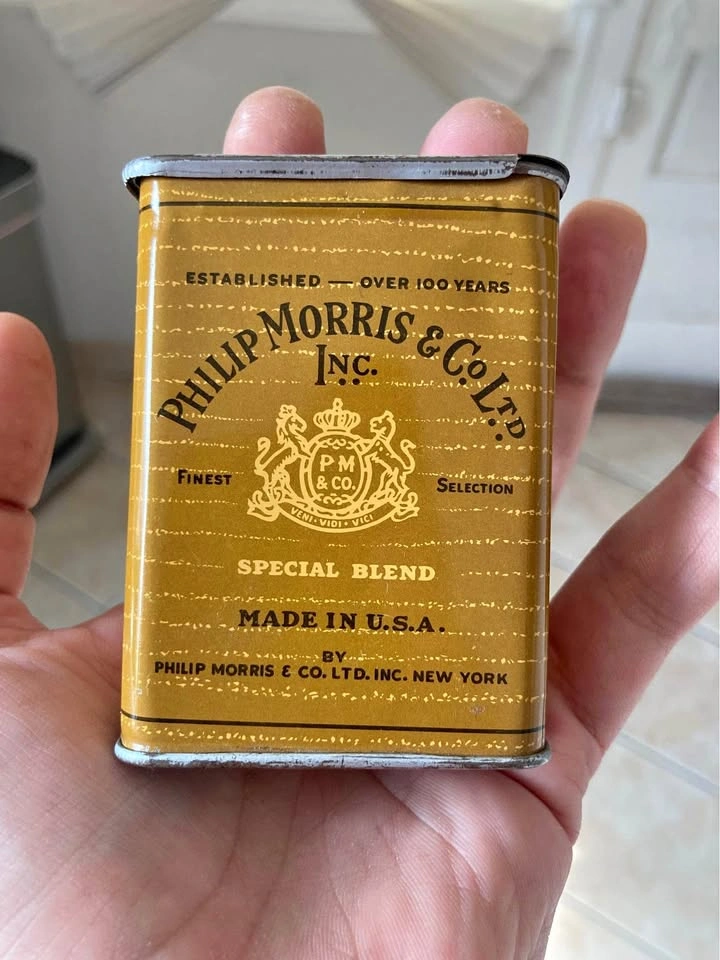 ESTABLISHED — OVER 100 YEARS
PHILIP MORRIS & CO. LTD.
INC.
P·M
& CO.
VENI·VIDI·VICI
FINEST
SELECTION
SPECIAL BLEND
MADE IN U.S.A.
BY
PHILIP MORRIS & CO. LTD. INC. NEW YORK